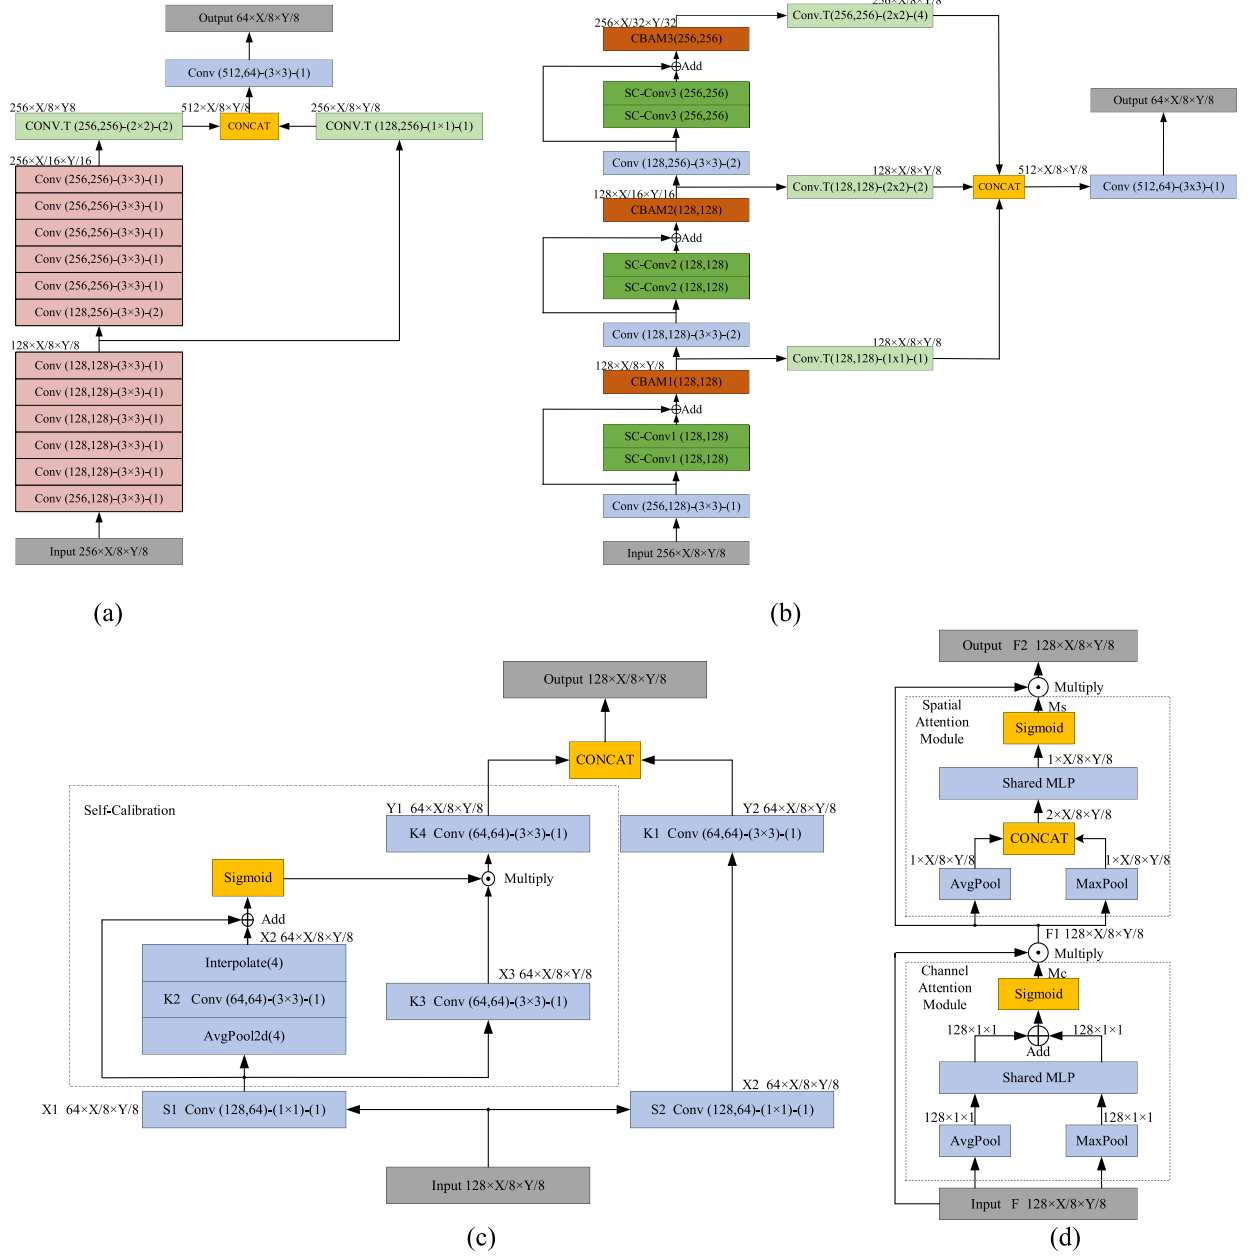 Output 64×X/8×Y/8
Conv (512,64)-(3×3)-(1)
256×X/8×Y8
512×X/8×Y/8
256×X/8×Y/8
CONV.T (256,256)-(2×2)-(2)
CONCAT
CONV.T (128,256)-(1×1)-(1)
256×X/16×Y/16
Conv (256,256)-(3×3)-(1)
Conv (256,256)-(3×3)-(1)
Conv (256,256)-(3×3)-(1)
Conv (256,256)-(3×3)-(1)
Conv (256,256)-(3×3)-(1)
Conv (128,256)-(3×3)-(2)
128×X/8×Y/8
Conv (128,128)-(3×3)-(1)
Conv (128,128)-(3×3)-(1)
Conv (128,128)-(3×3)-(1)
Conv (128,128)-(3×3)-(1)
Conv (128,128)-(3×3)-(1)
Conv (256,128)-(3×3)-(1)
Input 256×X/8×Y/8
(a)
256×X/8×Y/8
256×X/32×Y/32
Conv.T(256,256)-(2x2)-(4)
CBAM3(256,256)
Add
SC-Conv3 (256,256)
SC-Conv3 (256,256)
Output 64×X/8×Y/8
Conv (128,256)-(3×3)-(2)
128×X/16×Y/16
128×X/8×Y/8
Conv.T(128,128)-(2x2)-(2)
CONCAT
512×X/8×Y/8
Conv (512,64)-(3x3)-(1)
CBAM2(128,128)
Add
SC-Conv2 (128,128)
SC-Conv2 (128,128)
Conv (128,128)-(3×3)-(2)
128×X/8×Y/8
128×X/8×Y/8
Conv.T(128,128)-(1x1)-(1)
CBAM1(128,128)
Add
SC-Conv1 (128,128)
SC-Conv1 (128,128)
Conv (256,128)-(3×3)-(1)
Input 256×X/8×Y/8
(b)
Output 128×X/8×Y/8
CONCAT
Self-Calibration
Y1 64×X/8×Y/8
Y2 64×X/8×Y/8
K4 Conv (64,64)-(3×3)-(1)
K1 Conv (64,64)-(3×3)-(1)
Sigmoid
Multiply
Add
X2 64×X/8×Y/8
Interpolate(4)
X3 64×X/8×Y/8
K2 Conv (64,64)-(3×3)-(1)
K3 Conv (64,64)-(3×3)-(1)
AvgPool2d(4)
X1 64×X/8×Y/8
X2 64×X/8×Y/8
S1 Conv (128,64)-(1×1)-(1)
S2 Conv (128,64)-(1×1)-(1)
Input 128×X/8×Y/8
(c)
Output F2 128×X/8×Y/8
Multiply
Spatial
Attention
Module
Ms
Sigmoid
1×X/8×Y/8
Shared MLP
2×X/8×Y/8
CONCAT
1×X/8×Y/8
1×X/8×Y/8
AvgPool
MaxPool
F1 128×X/8×Y/8
Multiply
Channel
Attention
Module
Mc
Sigmoid
128×1×1
128×1×1
Add
Shared MLP
128×1×1
128×1×1
AvgPool
MaxPool
Input F 128×X/8×Y/8
(d)